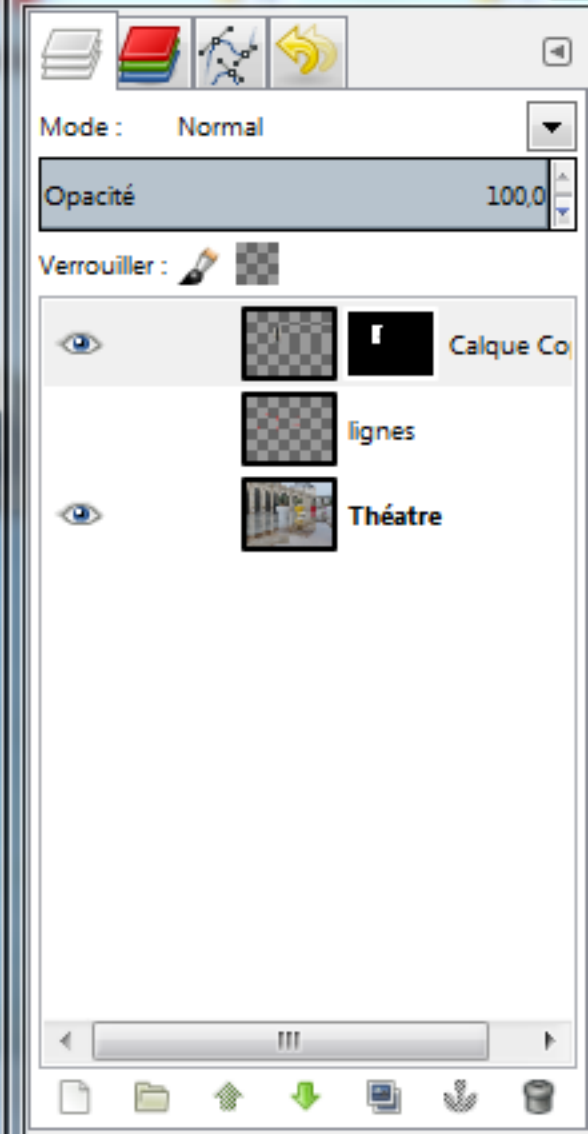 Mode : Normal
Opacité 100,0
Verrouiller :
Calque Co
lignes
Théatre